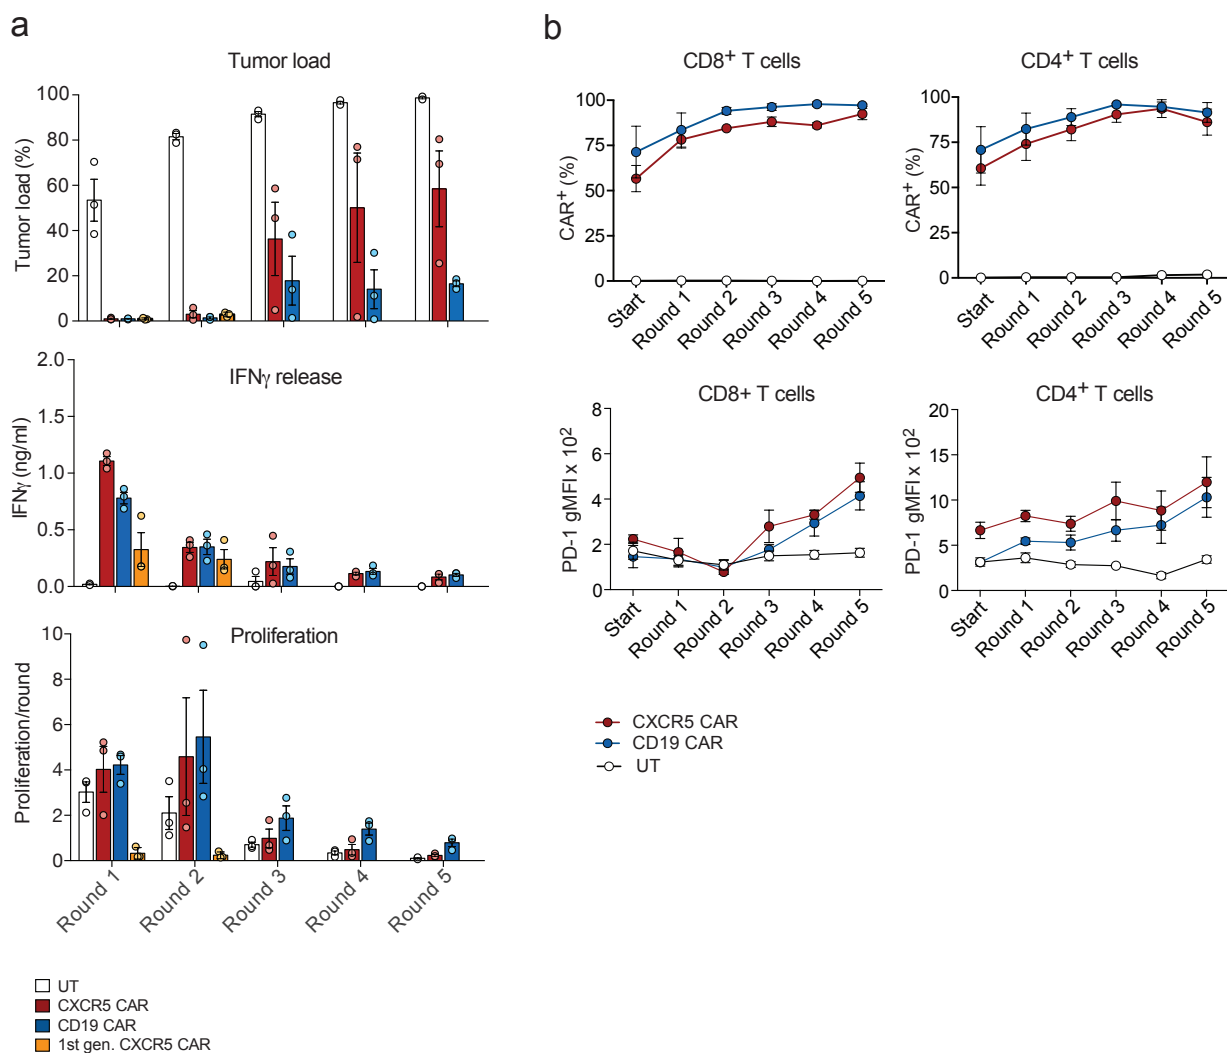 a
Tumor load
Tumor load (%)
100
80
60
40
20
0
IFNγ release
IFNγ (ng/ml)
2.0
1.5
1.0
0.5
0.0
Proliferation
Proliferation/round
10
8
6
4
2
0
Round 1
Round 2
Round 3
Round 4
Round 5
UT
CXCR5 CAR
CD19 CAR
1st gen. CXCR5 CAR
b
CD8+ T cells
CAR+ (%)
100
75
50
25
0
Start
Round 1
Round 2
Round 3
Round 4
Round 5
CD4+ T cells
CAR+ (%)
100
75
50
25
0
Start
Round 1
Round 2
Round 3
Round 4
Round 5
CD8+ T cells
PD-1 gMFI x 10²
8
6
4
2
0
Start
Round 1
Round 2
Round 3
Round 4
Round 5
CD4+ T cells
PD-1 gMFI x 10²
20
15
10
5
0
Start
Round 1
Round 2
Round 3
Round 4
Round 5
CXCR5 CAR
CD19 CAR
UT